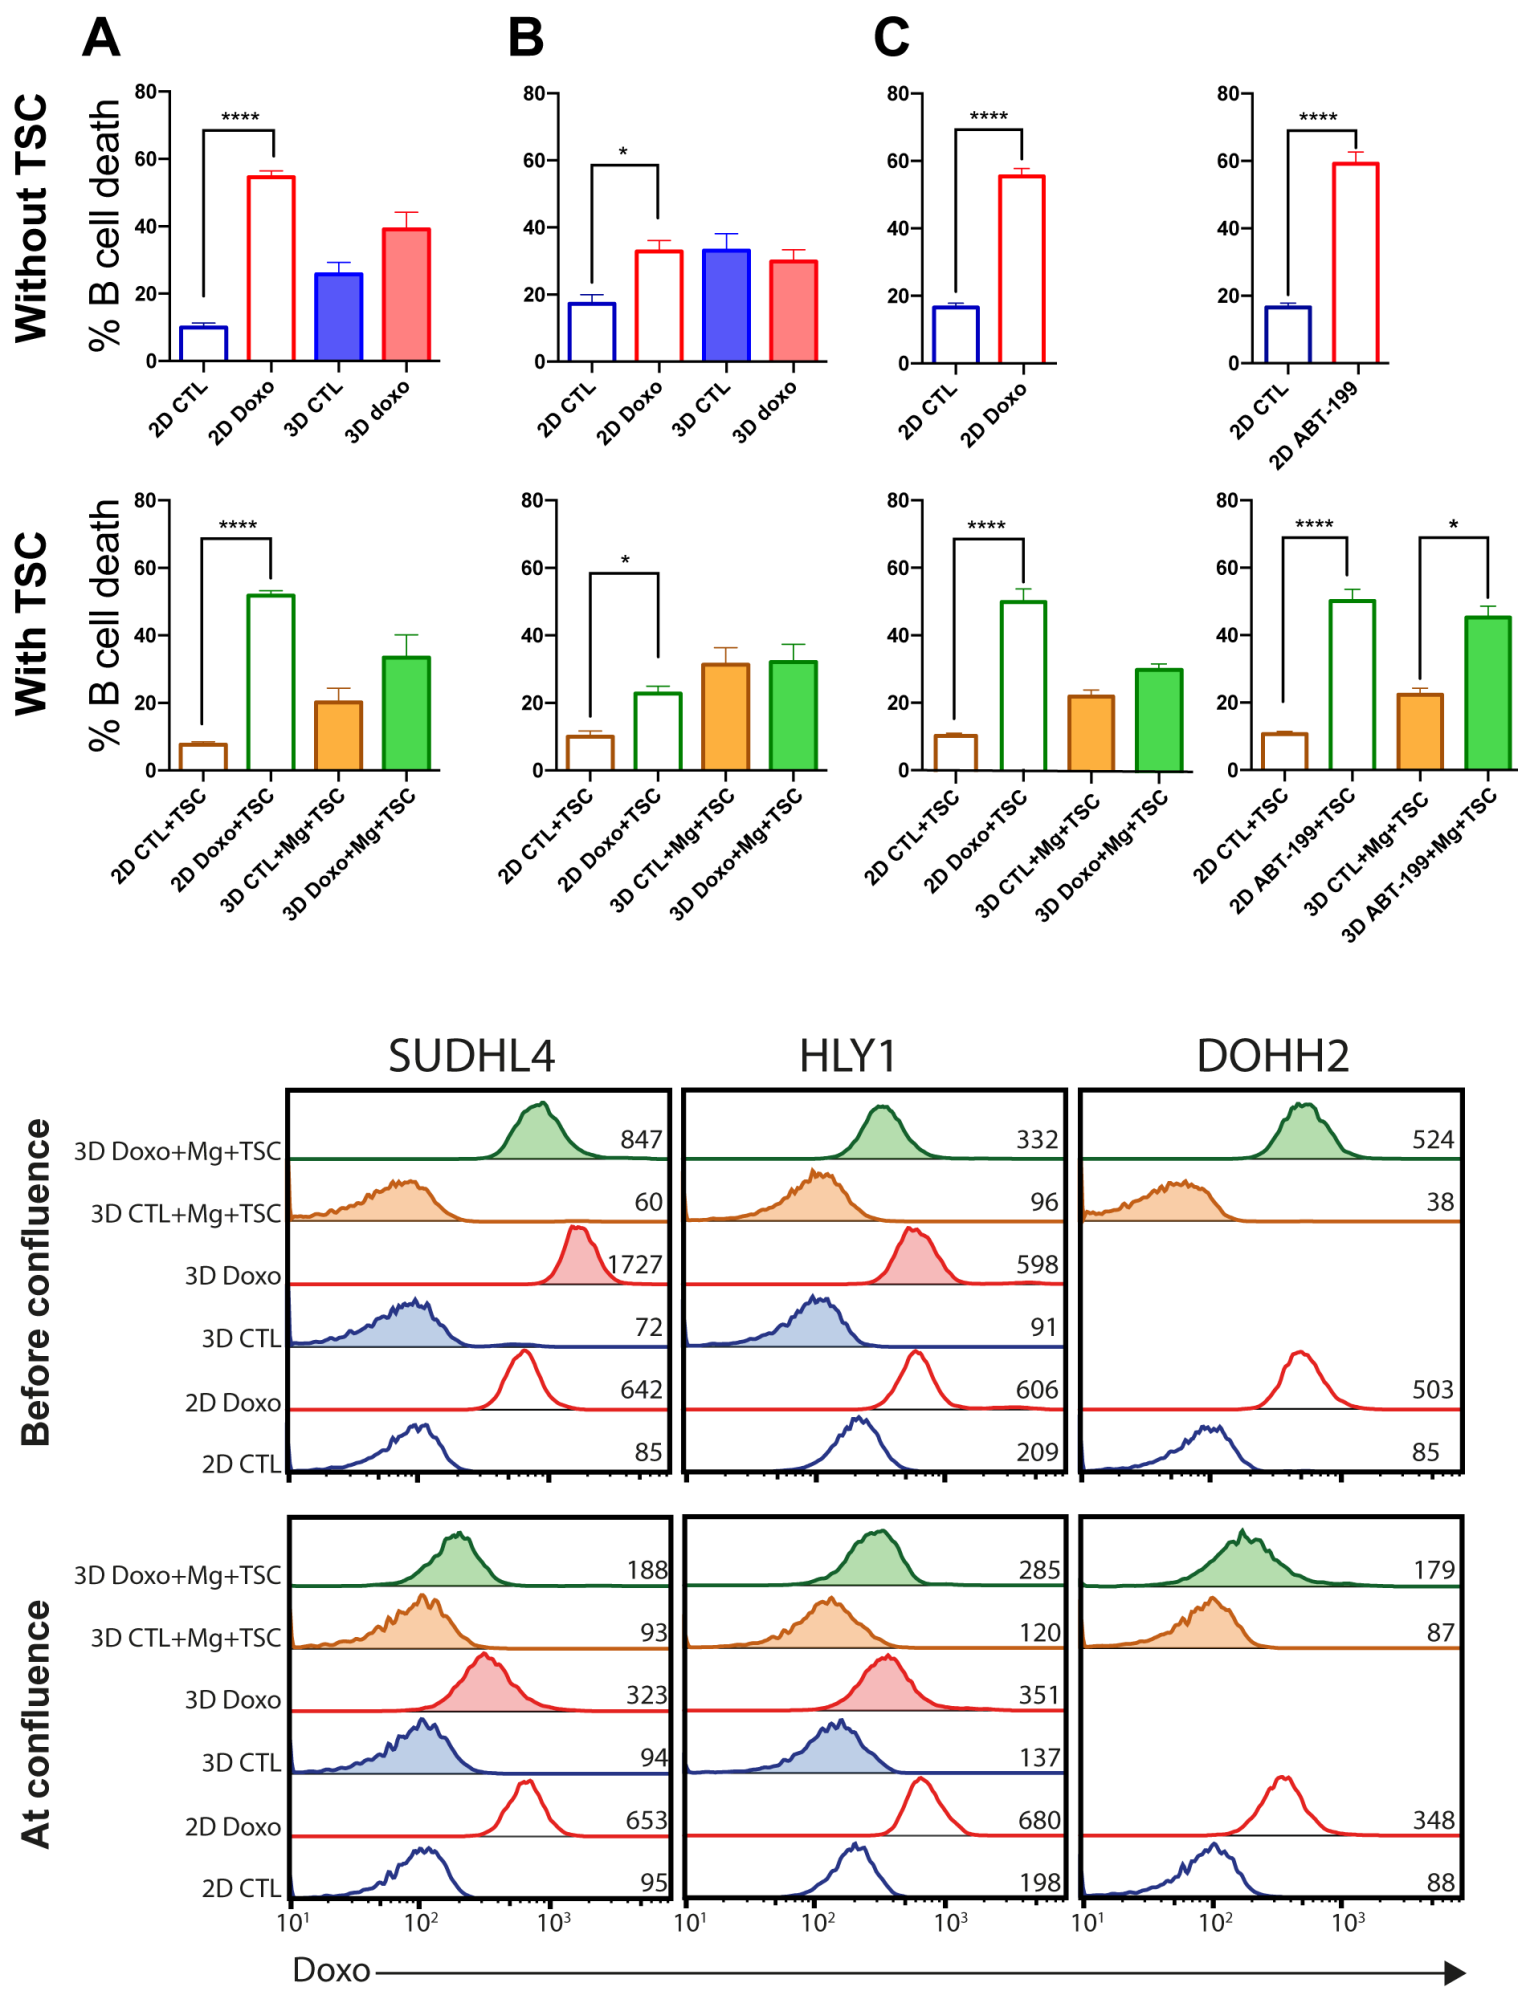 A
B
C
Without TSC
% B cell death
80
60
40
20
0
****
2D CTL
2D Doxo
3D CTL
3D doxo
80
60
40
20
0
*
2D CTL
2D Doxo
3D CTL
3D doxo
80
60
40
20
0
****
2D CTL
2D Doxo
80
60
40
20
0
****
2D CTL
2D ABT-199
With TSC
% B cell death
80
60
40
20
0
****
2D CTL+TSC
2D Doxo+TSC
3D CTL+Mg+TSC
3D Doxo+Mg+TSC
80
60
40
20
0
*
2D CTL+TSC
2D Doxo+TSC
3D CTL+Mg+TSC
3D Doxo+Mg+TSC
80
60
40
20
0
****
2D CTL+TSC
2D Doxo+TSC
3D CTL+Mg+TSC
3D Doxo+Mg+TSC
80
60
40
20
0
****
*
2D CTL+TSC
2D ABT-199+TSC
3D CTL+Mg+TSC
3D ABT-199+Mg+TSC
SUDHL4
HLY1
DOHH2
Before confluence
3D Doxo+Mg+TSC 847 332 524
3D CTL+Mg+TSC 60 96 38
3D Doxo 1727 598
3D CTL 72 91
2D Doxo 642 606 503
2D CTL 85 209 85
At confluence
3D Doxo+Mg+TSC 188 285 179
3D CTL+Mg+TSC 93 120 87
3D Doxo 323 351
3D CTL 94 137
2D Doxo 653 680 348
2D CTL 95 198 88
10¹ 10² 10³ 10¹ 10² 10³ 10¹ 10² 10³
Doxo